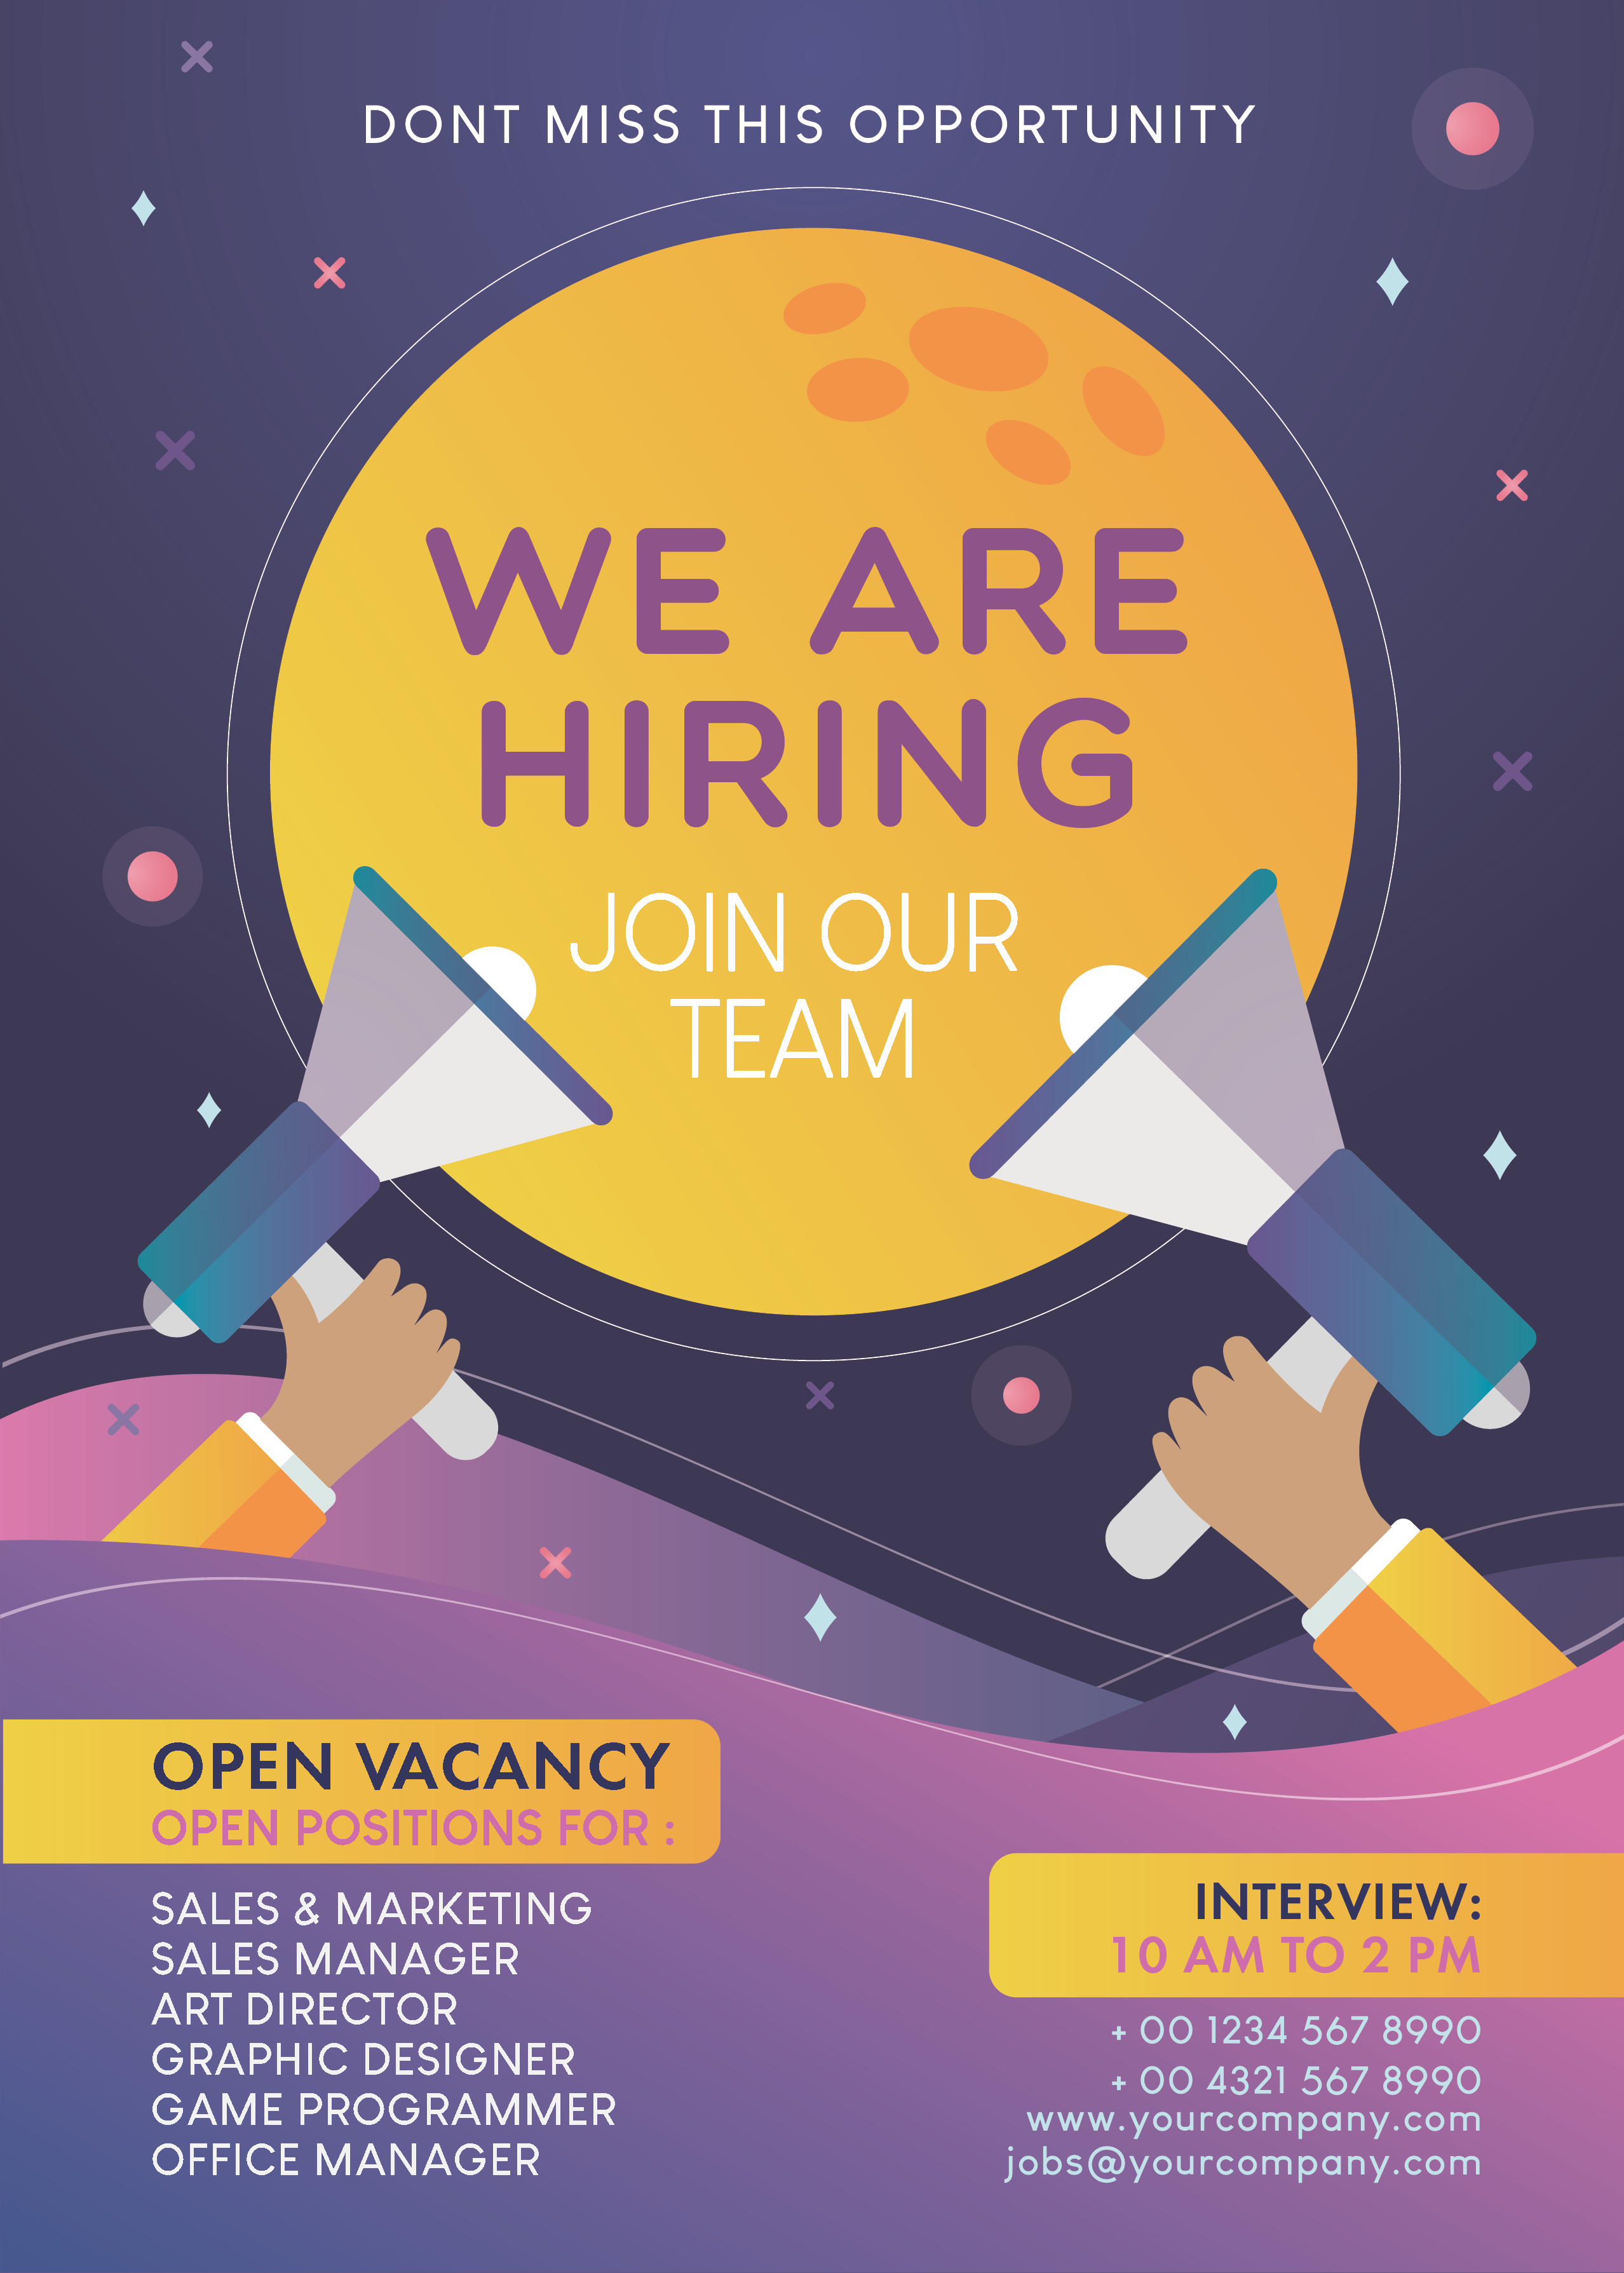 DONT MISS THIS OPPORTUNITY
WE ARE
HIRING
JOIN OUR
TEAM
OPEN VACANCY
OPEN POSITIONS FOR :
SALES & MARKETING
SALES MANAGER
ART DIRECTOR
GRAPHIC DESIGNER
GAME PROGRAMMER
OFFICE MANAGER
INTERVIEW:
10 AM TO 2 PM
+ 00 1234 567 8990
+ 00 4321 567 8990
www.yourcompany.com
jobs@yourcompany.com